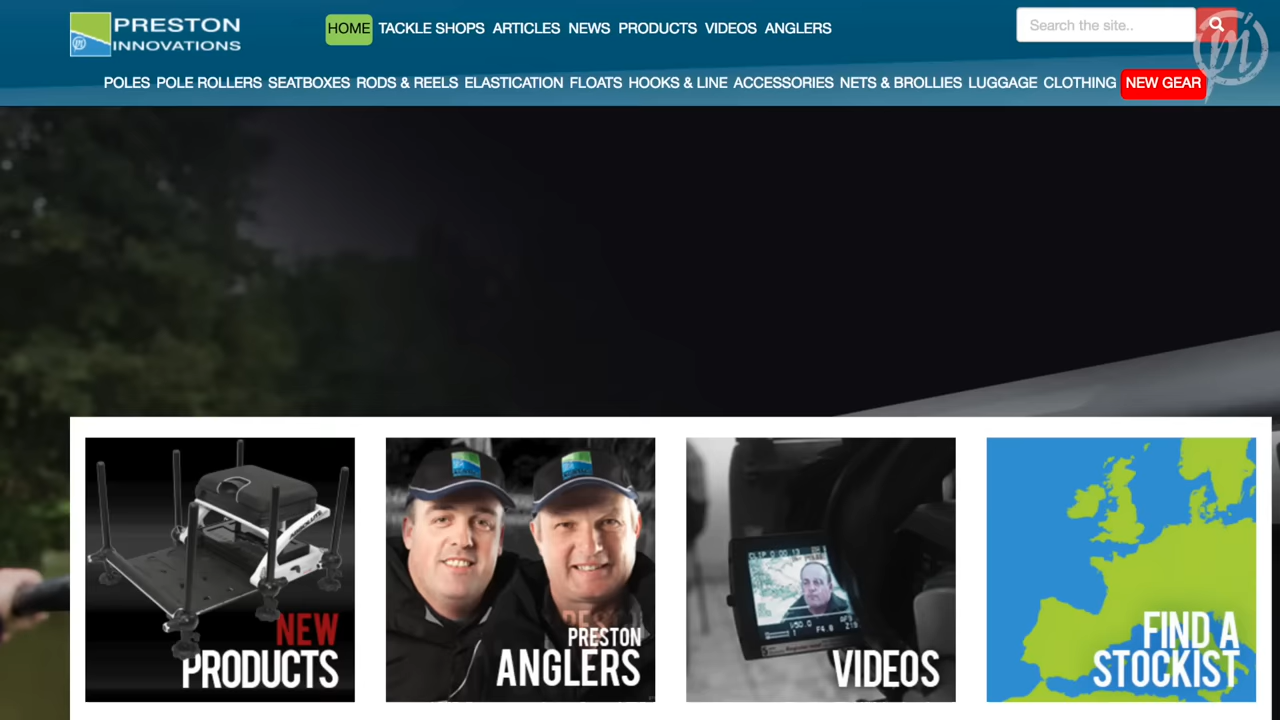 PRESTON
INNOVATIONS
HOME TACKLE SHOPS ARTICLES NEWS PRODUCTS VIDEOS ANGLERS
Search the site..
POLES POLE ROLLERS SEATBOXES RODS & REELS ELASTICATION FLOATS HOOKS & LINE ACCESSORIES NETS & BROLLIES LUGGAGE CLOTHING NEW GEAR
NEW
PRODUCTS
PRESTON
ANGLERS
VIDEOS
FIND A
STOCKIST